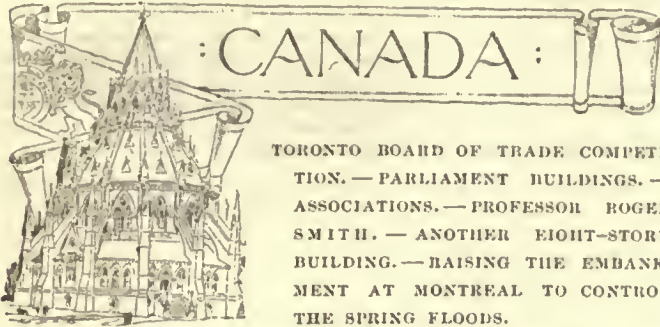 : CANADA :
TORONTO BOARD OF TRADE COMPETI
TION. — PARLIAMENT BUILDINGS. —
ASSOCIATIONS. — PROFESSOR ROGER
SMITH. — ANOTHER EIGHT-STORY
BUILDING. — RAISING THE EMBANK
MENT AT MONTREAL TO CONTRO
THE SPRING FLOODS.